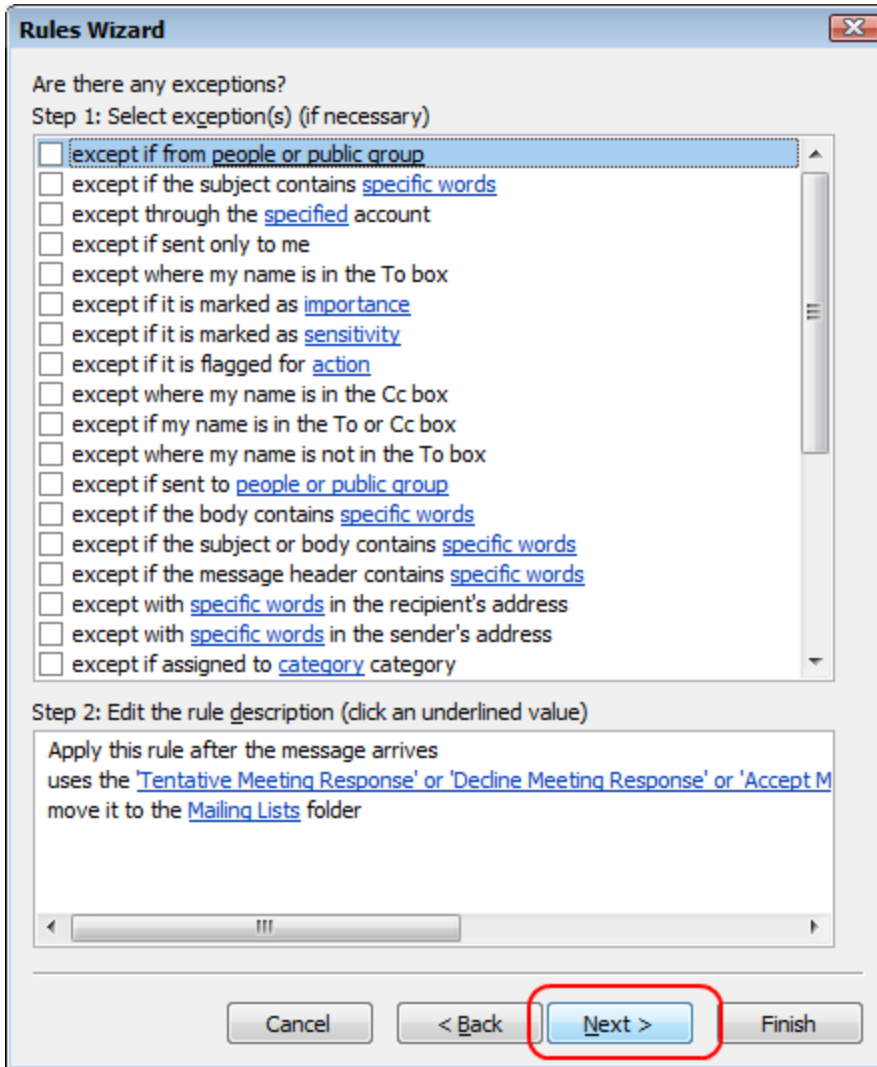 Rules Wizard
Are there any exceptions?
Step 1: Select exception(s) (if necessary)
except if from people or public group
except if the subject contains specific words
except through the specified account
except if sent only to me
except where my name is in the To box
except if it is marked as importance
except if it is marked as sensitivity
except if it is flagged for action
except where my name is in the Cc box
except if my name is in the To or Cc box
except where my name is not in the To box
except if sent to people or public group
except if the body contains specific words
except if the subject or body contains specific words
except if the message header contains specific words
except with specific words in the recipient's address
except with specific words in the sender's address
except if assigned to category category
Step 2: Edit the rule description (click an underlined value)
Apply this rule after the message arrives
uses the 'Tentative Meeting Response' or 'Decline Meeting Response' or 'Accept M
move it to the Mailing Lists folder
Cancel < Back Next > Finish